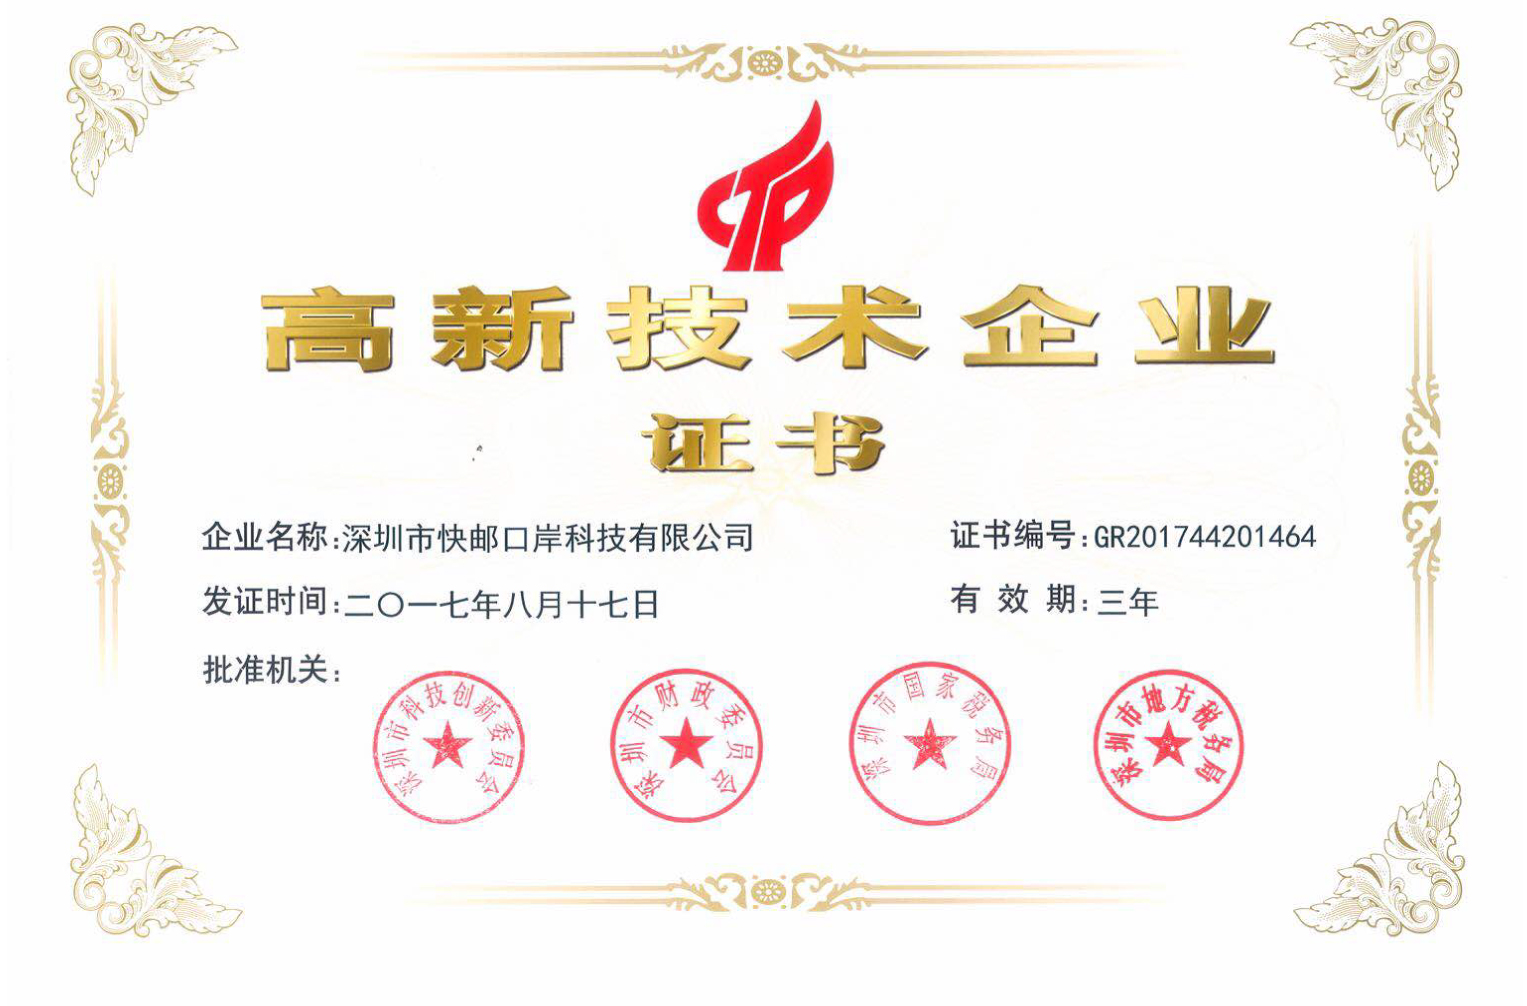 高新技术企业
证书
企业名称:深圳市快邮口岸科技有限公司
证书编号:GR201744201464
发证时间:二〇一七年八月十七日
有 效 期:三年
批准机关:
深圳市科技创新委员会
深圳市财政委员会
深圳市国家税务局
深圳市地方税务局